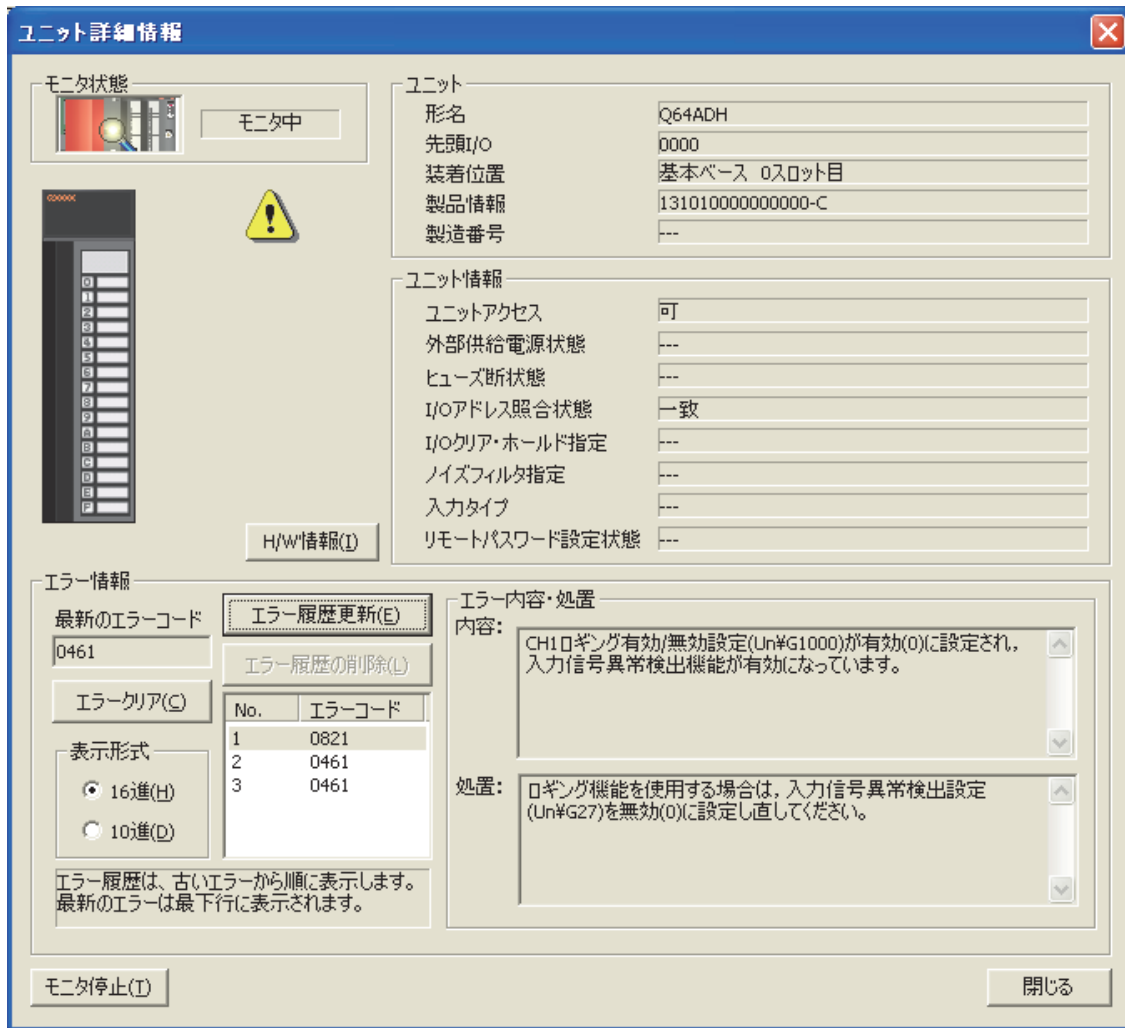 ユニット詳細情報
モニタ状態
モニタ中
ユニット
形名 Q64ADH
先頭I/O 0000
装着位置 基本ベース 0スロット目
製品情報 131010000000000-C
製造番号 ---
ユニット情報
ユニットアクセス 可
外部供給電源状態 ---
ヒューズ断状態 ---
I/Oアドレス照合状態 一致
I/Oクリア・ホールド指定 ---
ノイズフィルタ指定 ---
入力タイプ ---
リモートパスワード設定状態 ---
0
1
2
3
4
5
6
7
8
9
A
B
C
D
E
F
H/W情報(I)
エラー情報
最新のエラーコード
0461
エラークリア(C)
表示形式
16進(H)
10進(D)
エラー履歴更新(E)
エラー履歴の削除(L)
No. エラーコード
1 0821
2 0461
3 0461
エラー履歴は、古いエラーから順に表示します。
最新のエラーは最下行に表示されます。
エラー内容・処置
内容:
CH1ロギング有効/無効設定(Un¥G1000)が有効(0)に設定され，
入力信号異常検出機能が有効になっています。
処置:
ロギング機能を使用する場合は，入力信号異常検出設定
(Un¥G27)を無効(0)に設定し直してください。
モニタ停止(T)
閉じる